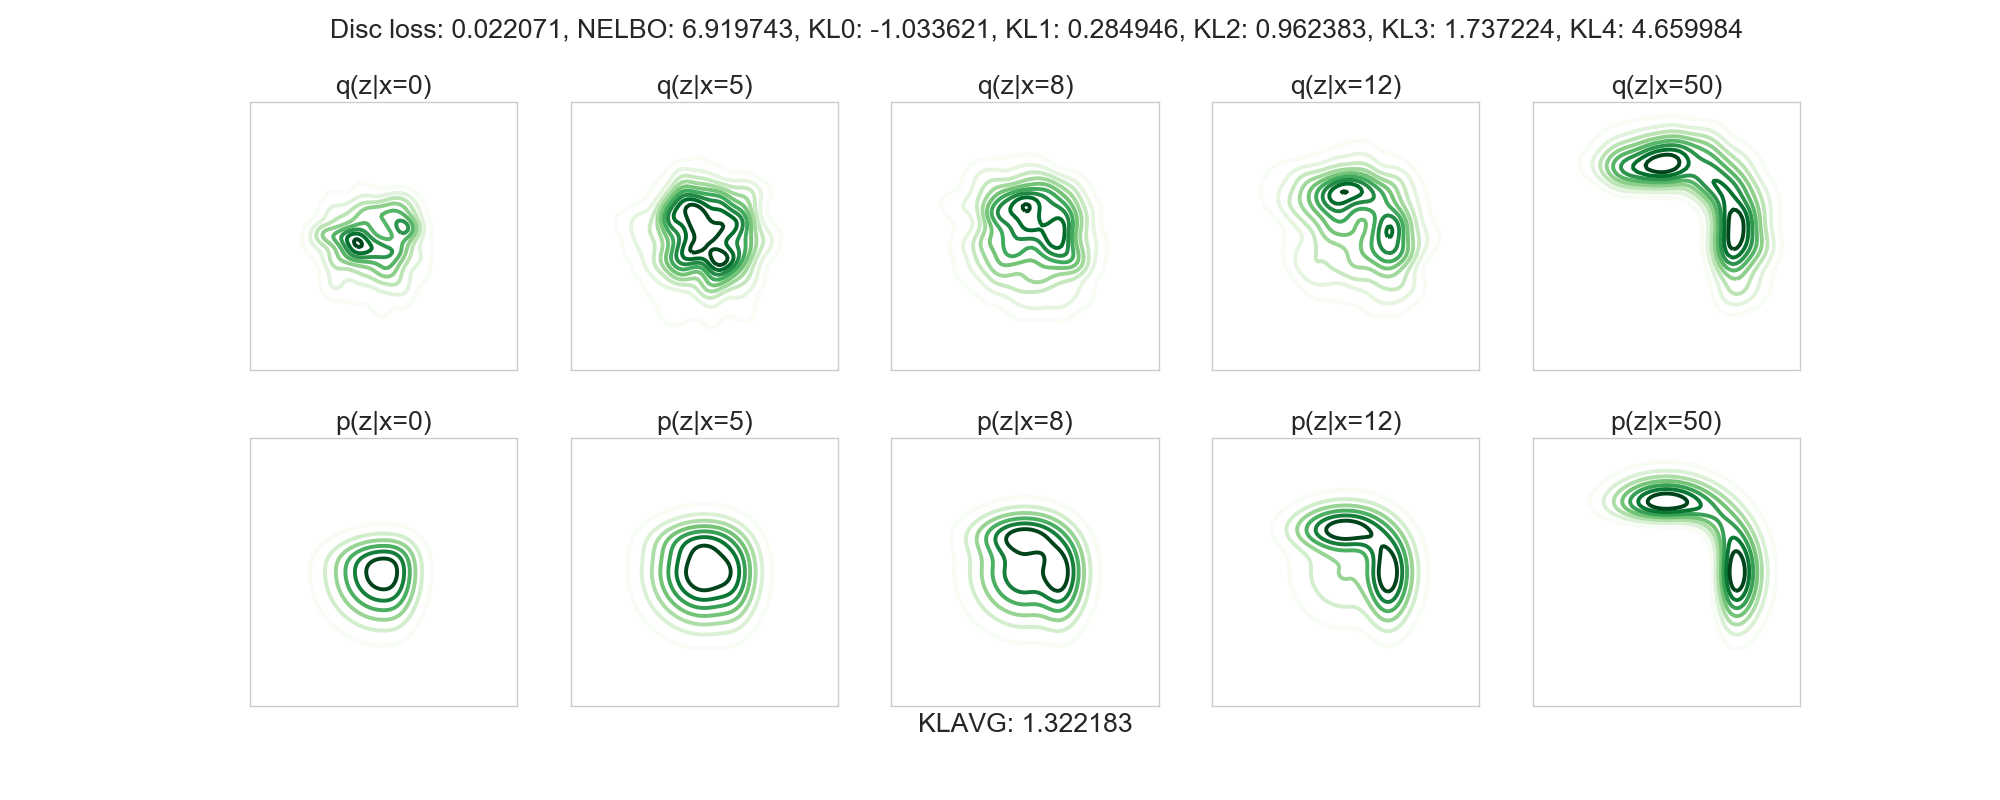 Disc loss: 0.022071, NELBO: 6.919743, KL0: -1.033621, KL1: 0.284946, KL2: 0.962383, KL3: 1.737224, KL4: 4.659984
q(z|x=0) q(z|x=5) q(z|x=8) q(z|x=12) q(z|x=50)
p(z|x=0) p(z|x=5) p(z|x=8) p(z|x=12) p(z|x=50)
KLAVG: 1.322183